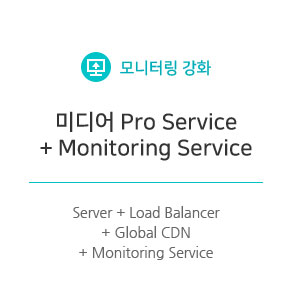 모니터링 강화
미디어 Pro Service
+ Monitoring Service
Server + Load Balancer
+ Global CDN
+ Monitoring Service